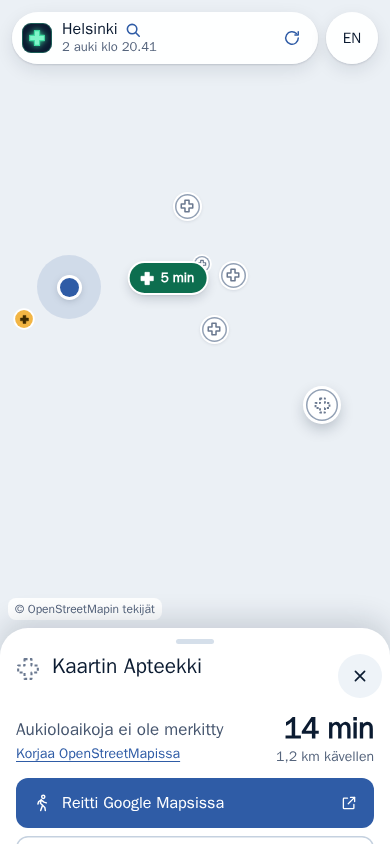 Helsinki
2 auki klo 20.41
EN
5 min
© OpenStreetMapin tekijät
Kaartin Apteekki
Aukioloaikoja ei ole merkitty
14 min
Korjaa OpenStreetMapissa
1,2 km kävellen
Reitti Google Mapsissa